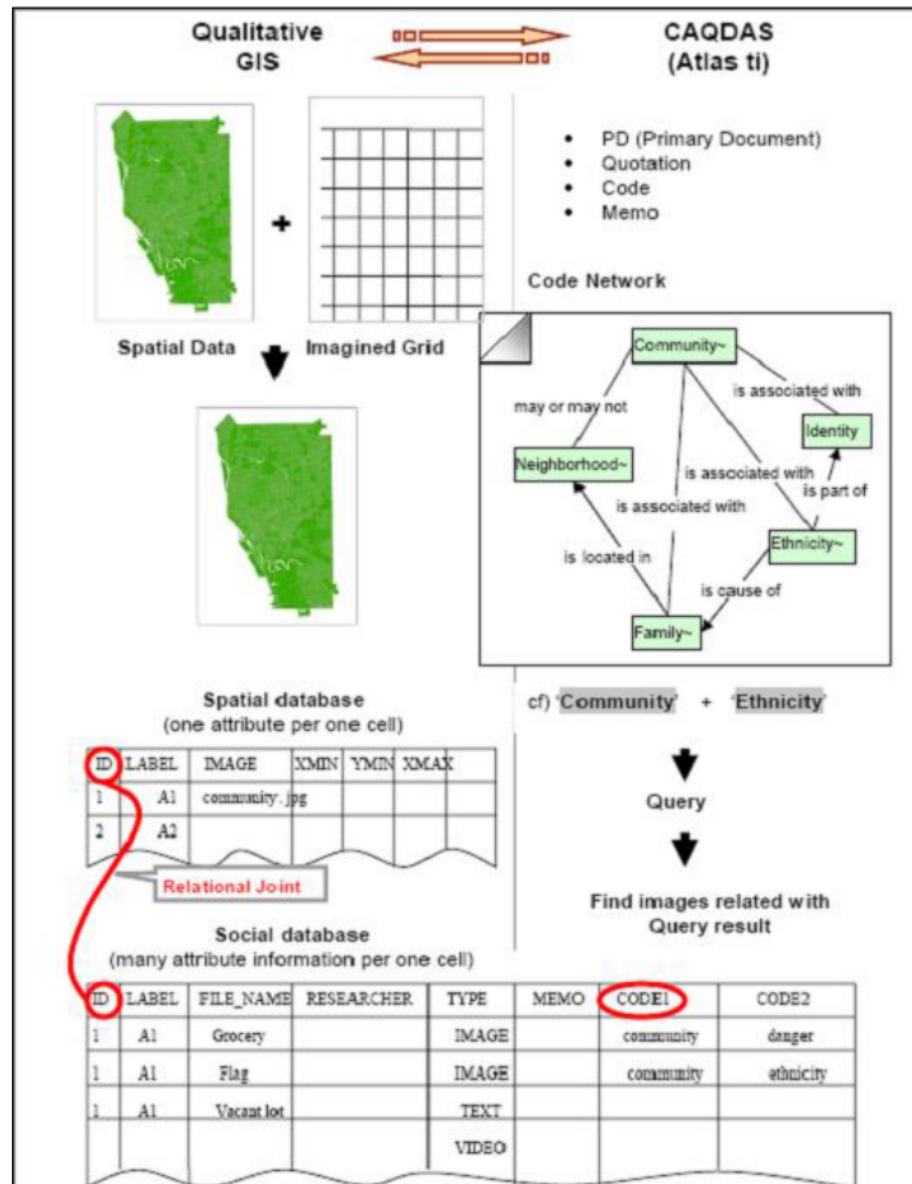 Qualitative
GIS
CAQDAS
(Atlas ti)
• PD (Primary Document)
• Quotation
• Code
• Memo
+
Spatial Data
Imagined Grid
Code Network
Community~
is associated with
may or may not
Identity
Neighborhood~
is associated with
is part of
is associated with
Ethnicity~
is located in
is cause of
Family~
cf) 'Community' + 'Ethnicity'
Query
Find images related with
Query result
Spatial database
(one attribute per one cell)
ID LABEL IMAGE XMIN YMIN XMAX
1 A1 community.jpg
2 A2
Relational Joint
Social database
(many attribute information per one cell)
ID LABEL FILE_NAME RESEARCHER TYPE MEMO CODE1 CODE2
1 A1 Grocery IMAGE community danger
1 A1 Flag IMAGE community ethnicity
1 A1 Vacant lot TEXT
VIDEO